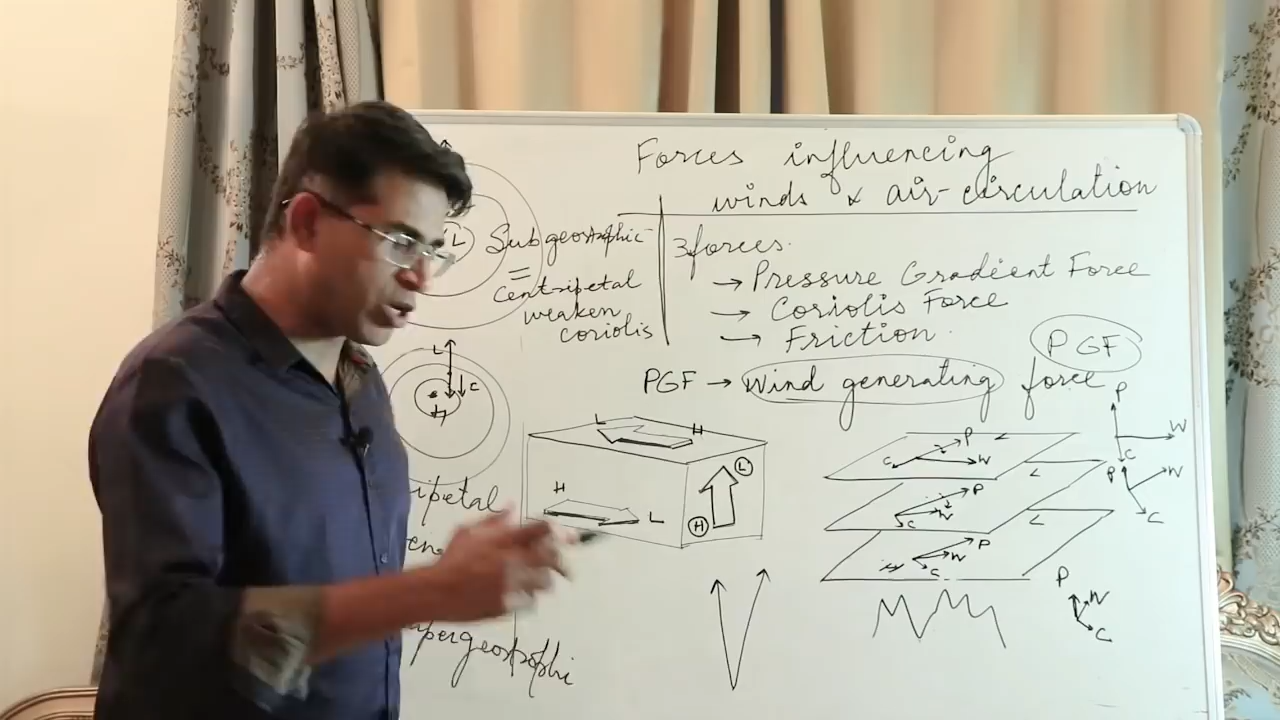 Forces influencing
winds & air-circulation
3 forces.
→ Pressure Gradient Force
→ Coriolis Force
→ Friction.
PGF
PGF → Wind generating force
L
Subgeostrophic
=
Centripetal
weaken
coriolis
L
C
H
ipetal
en
pergeostrophi
L H
H L
L
H
P
L
C W
P
L
C W
P
W
C
P
W
C
P
W
C
P
W
C